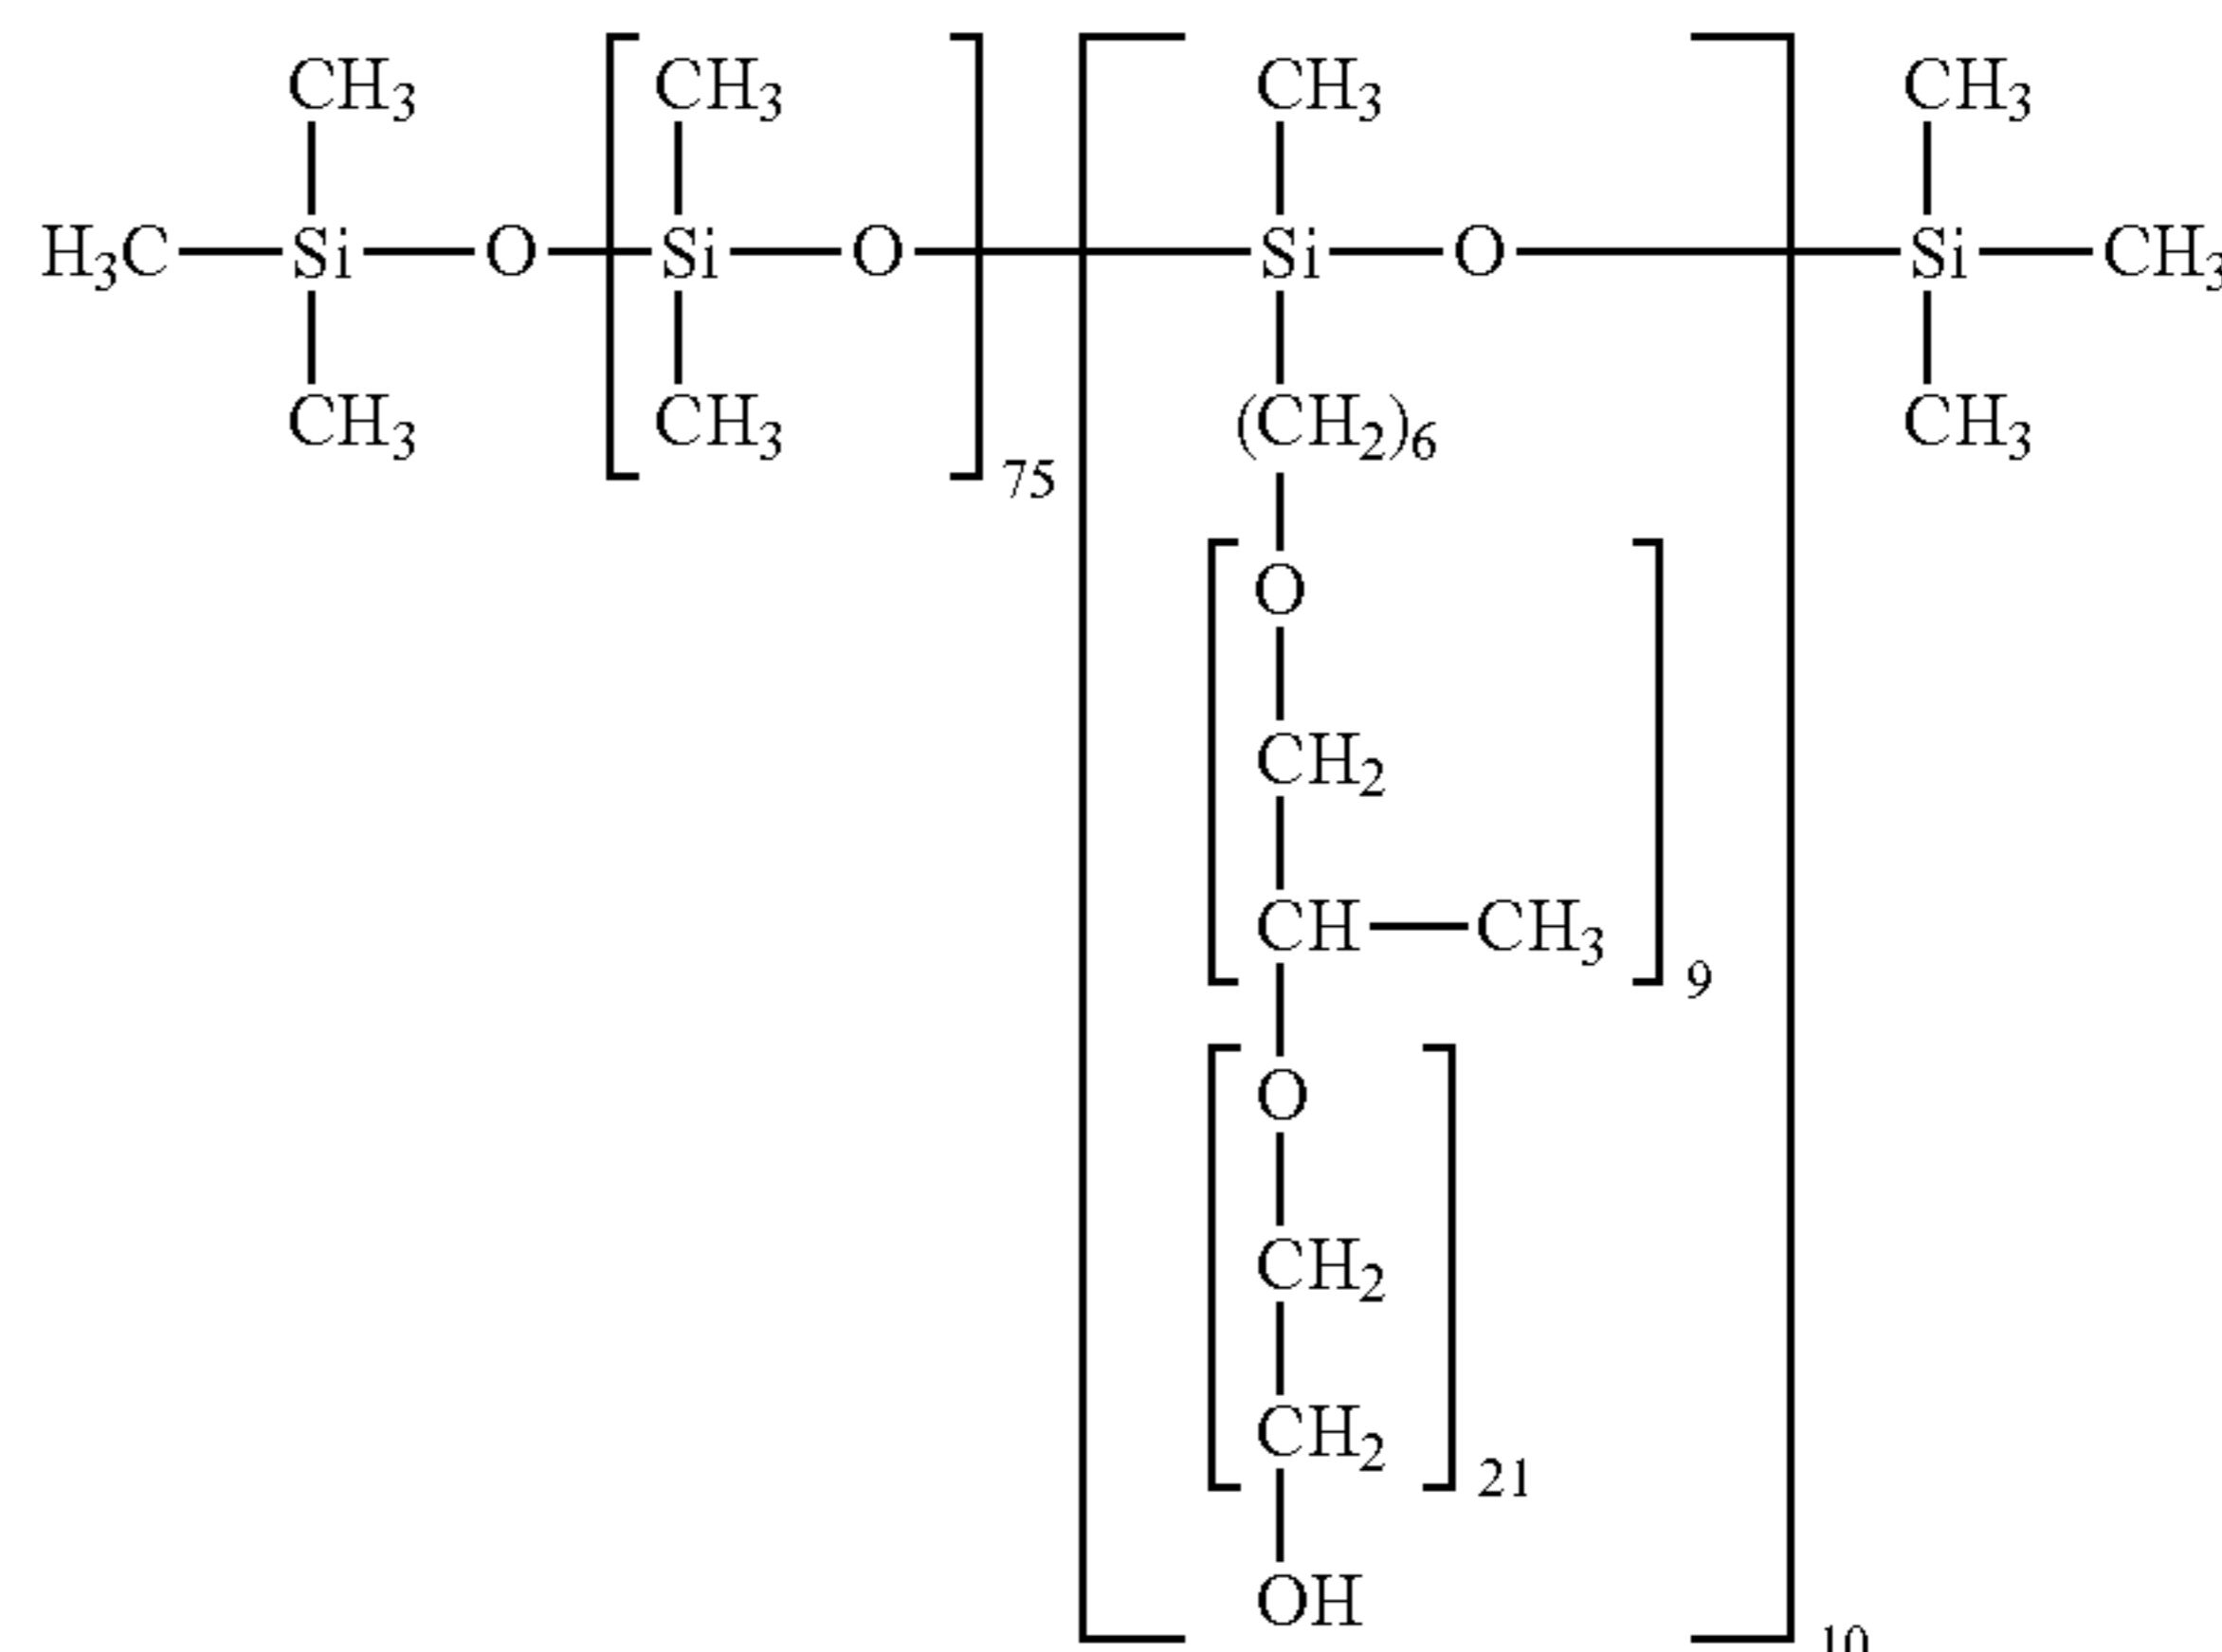 CH3 CH3 CH3 CH3
H3C Si O Si O Si O Si CH3
CH3 CH3 (CH2)6 CH3
75
O
CH2
CH CH3
9
O
CH2
CH2
21
OH
10